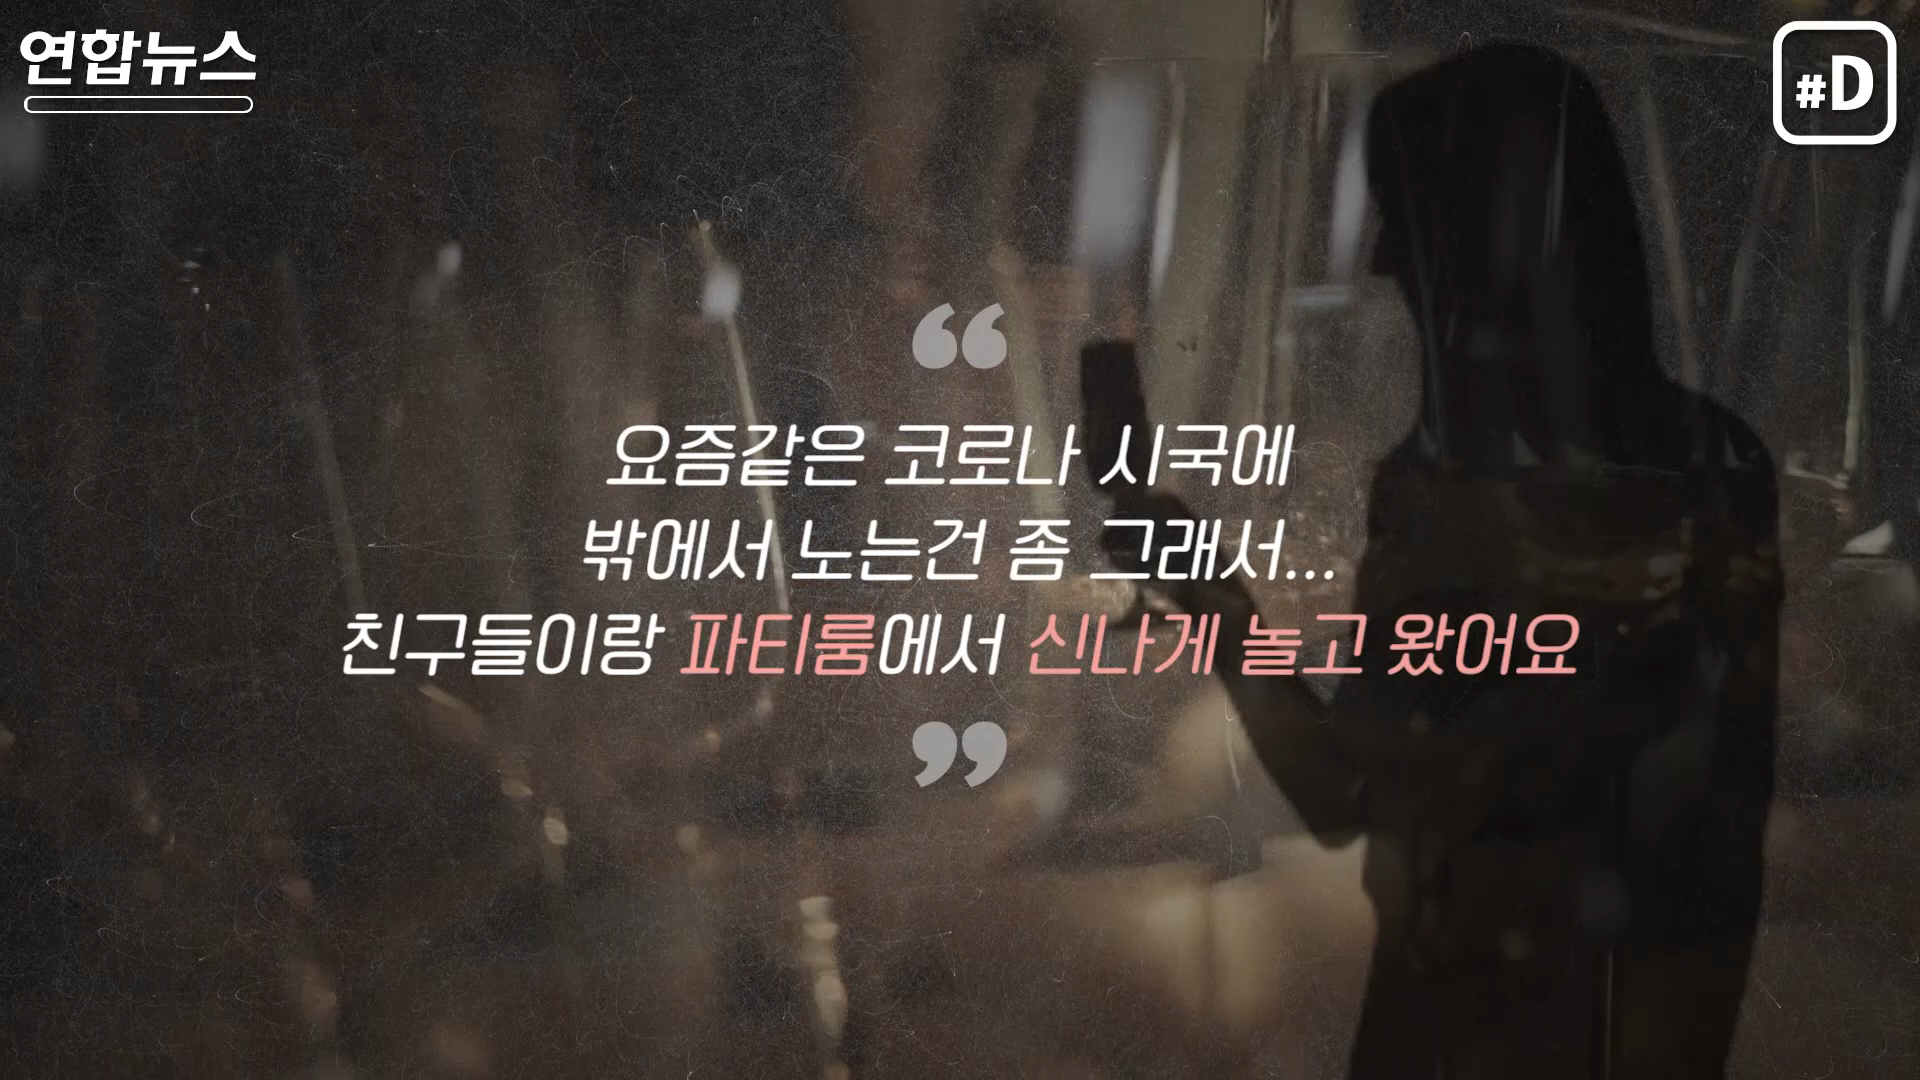 연합뉴스
#D
“
요즘같은 코로나 시국에
밖에서 노는건 좀 그래서...
친구들이랑 파티룸에서 신나게 놀고 왔어요
”